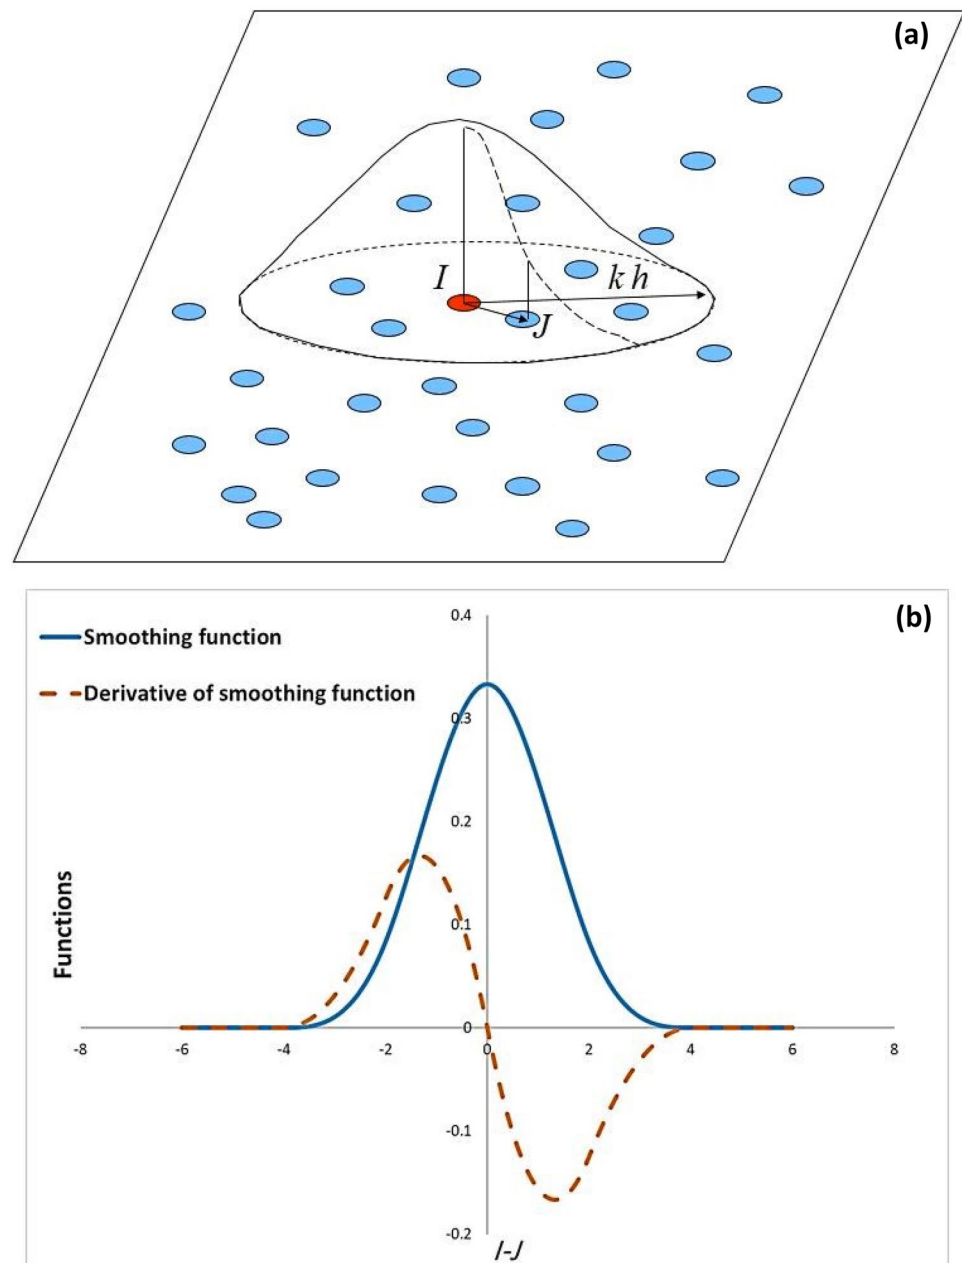 (a)
I
k h
J
(b)
0.4
Smoothing function
Derivative of smoothing function
0.3
0.2
Functions
0.1
0
-8 -6 -4 -2 0 2 4 6 8
-0.1
-0.2
I-J